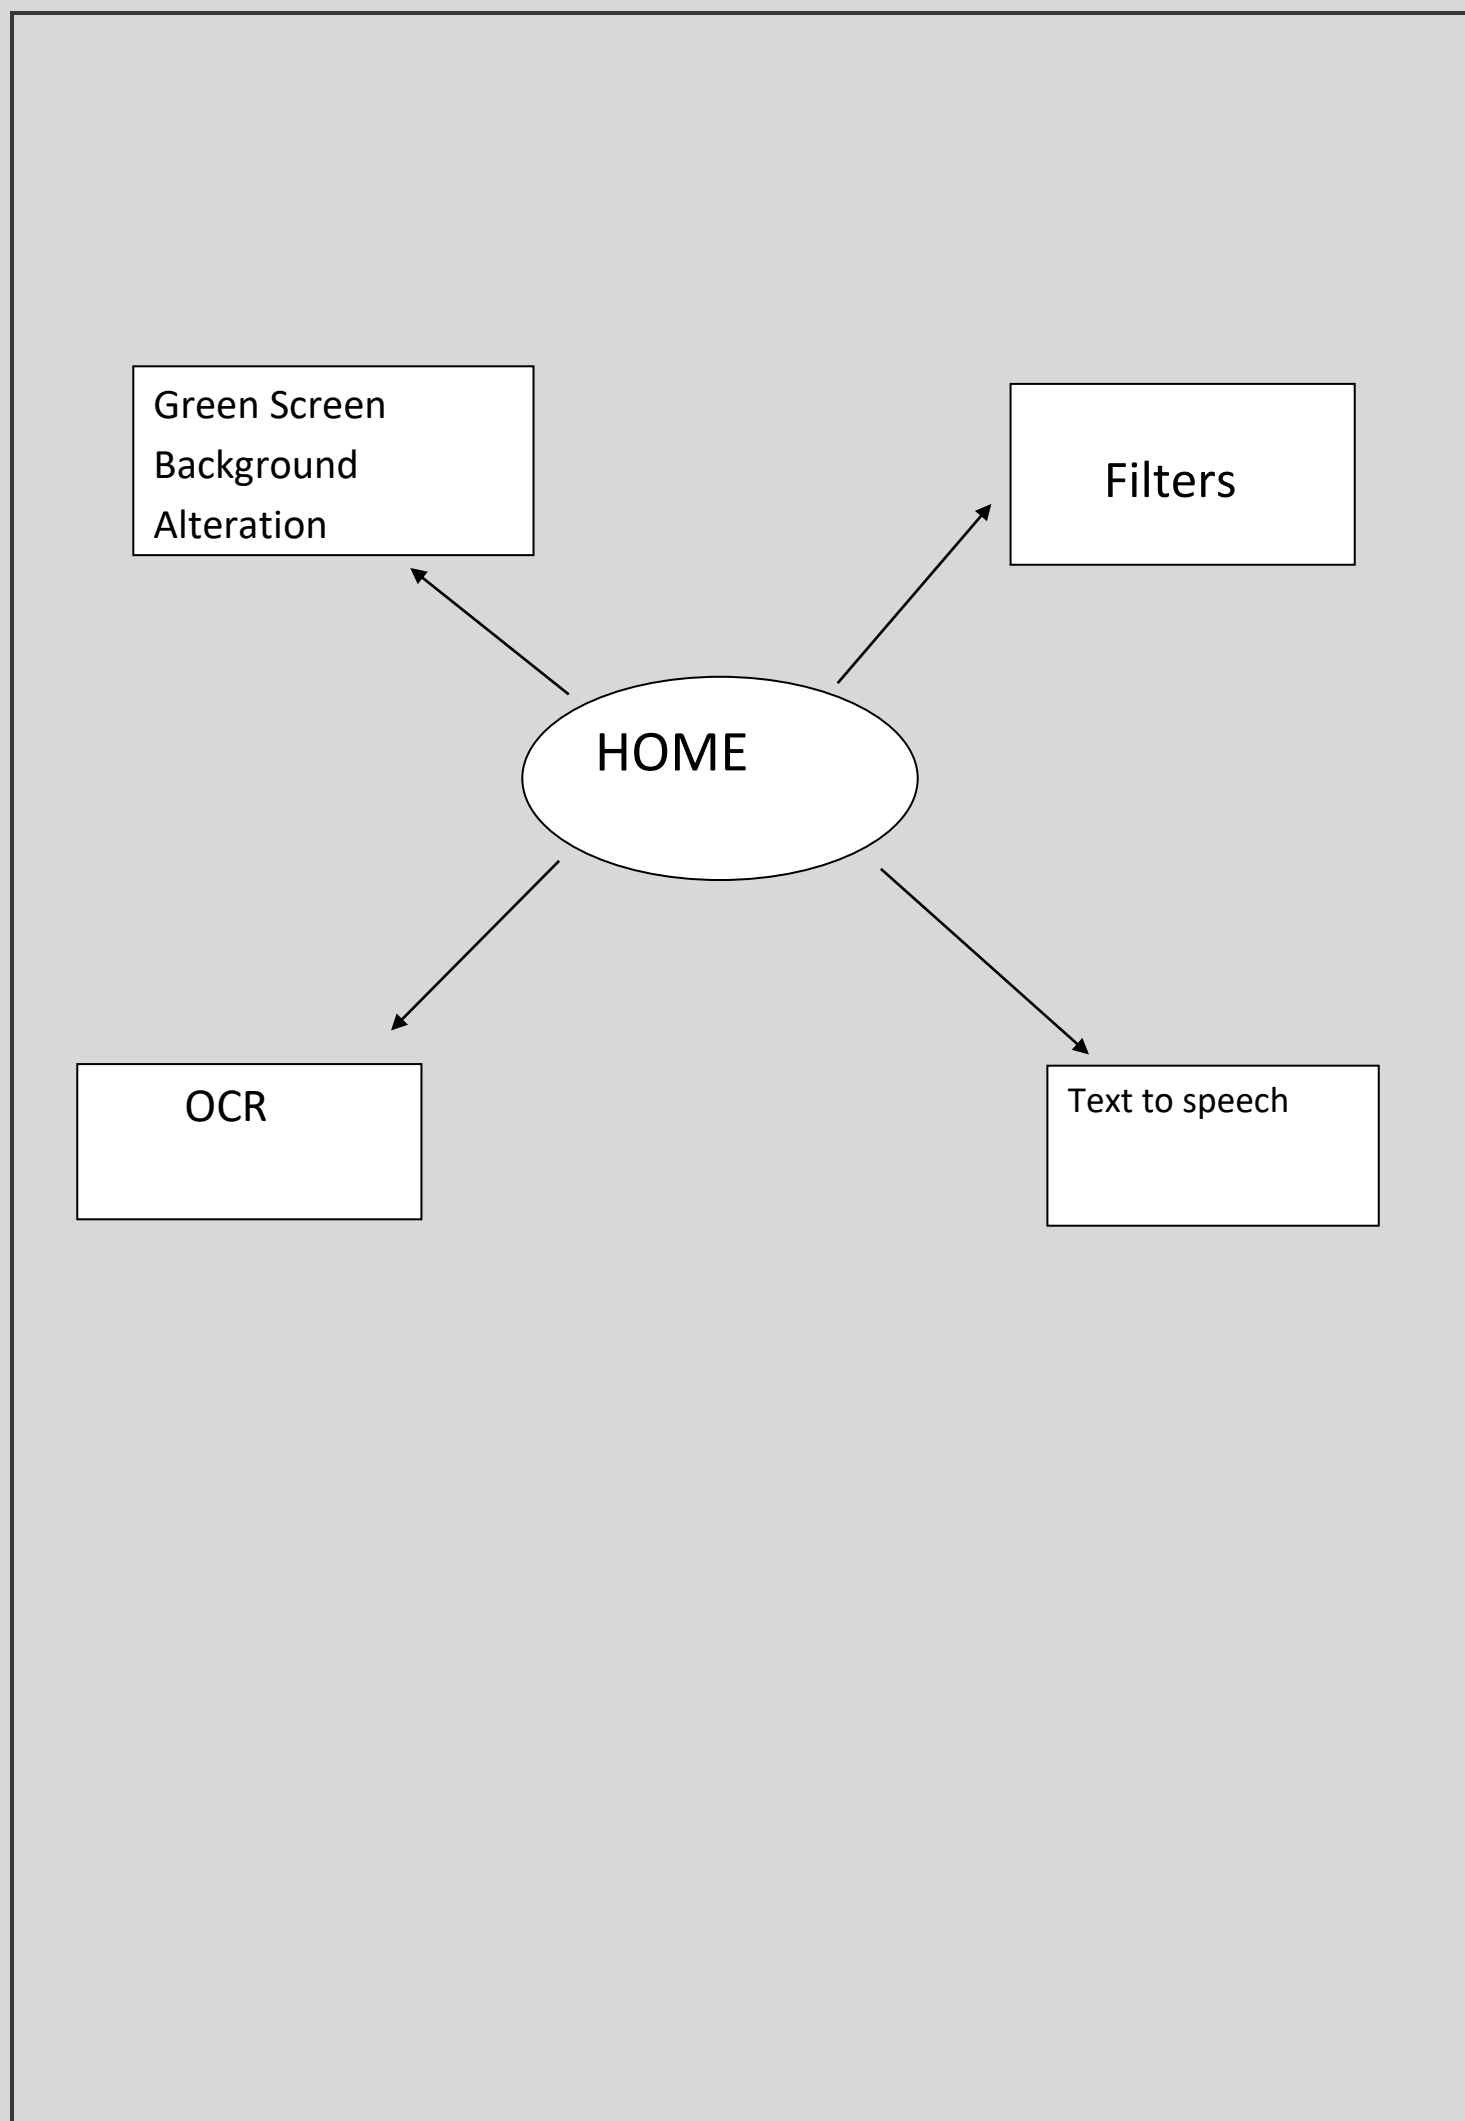 Green Screen
Background
Alteration
Filters
HOME
OCR
Text to speech